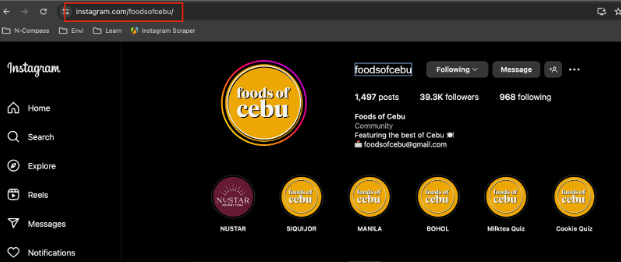 instagram.com/foodsofcebu/
N-Compass
Envi
Learn
Instagram Scraper
Instagram
Home
Search
Explore
Reels
Messages
Notifications
foods of
cebu
foodsofcebu
Following
Message
1,497 posts
39.3K followers
968 following
Foods of Cebu
Community
Featuring the best of Cebu 🍽
📩 foodsofcebu@gmail.com
NUSTAR
NUSTAR
foods of
cebu
SIQUIJOR
foods of
cebu
MANILA
foods of
cebu
BOHOL
foods of
cebu
Milktea Quiz
foods of
cebu
Cookie Quiz